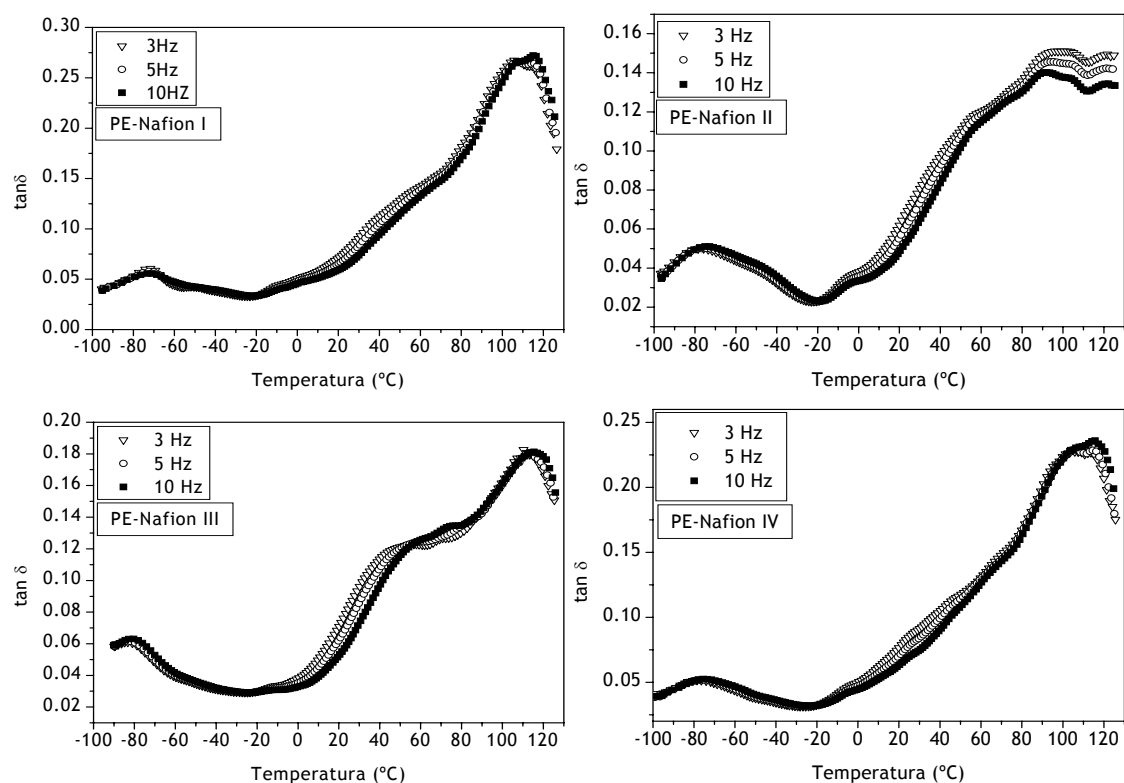 0.30
0.25
0.20
0.15
0.10
0.05
0.00
tanδ
3Hz
5Hz
10HZ
PE-Nafion I
-100 -80 -60 -40 -20 0 20 40 60 80 100 120
Temperatura (ºC)
0.16
0.14
0.12
0.10
0.08
0.06
0.04
0.02
tan δ
3 Hz
5 Hz
10 Hz
PE-Nafion II
-100 -80 -60 -40 -20 0 20 40 60 80 100 120
Temperatura (ºC)
0.20
0.18
0.16
0.14
0.12
0.10
0.08
0.06
0.04
0.02
tan δ
3 Hz
5 Hz
10 Hz
PE-Nafion III
-100 -80 -60 -40 -20 0 20 40 60 80 100 120
Temperatura (ºC)
0.25
0.20
0.15
0.10
0.05
tan δ
3 Hz
5 Hz
10 Hz
PE-Nafion IV
-100 -80 -60 -40 -20 0 20 40 60 80 100 120
Temperatura (ºC)